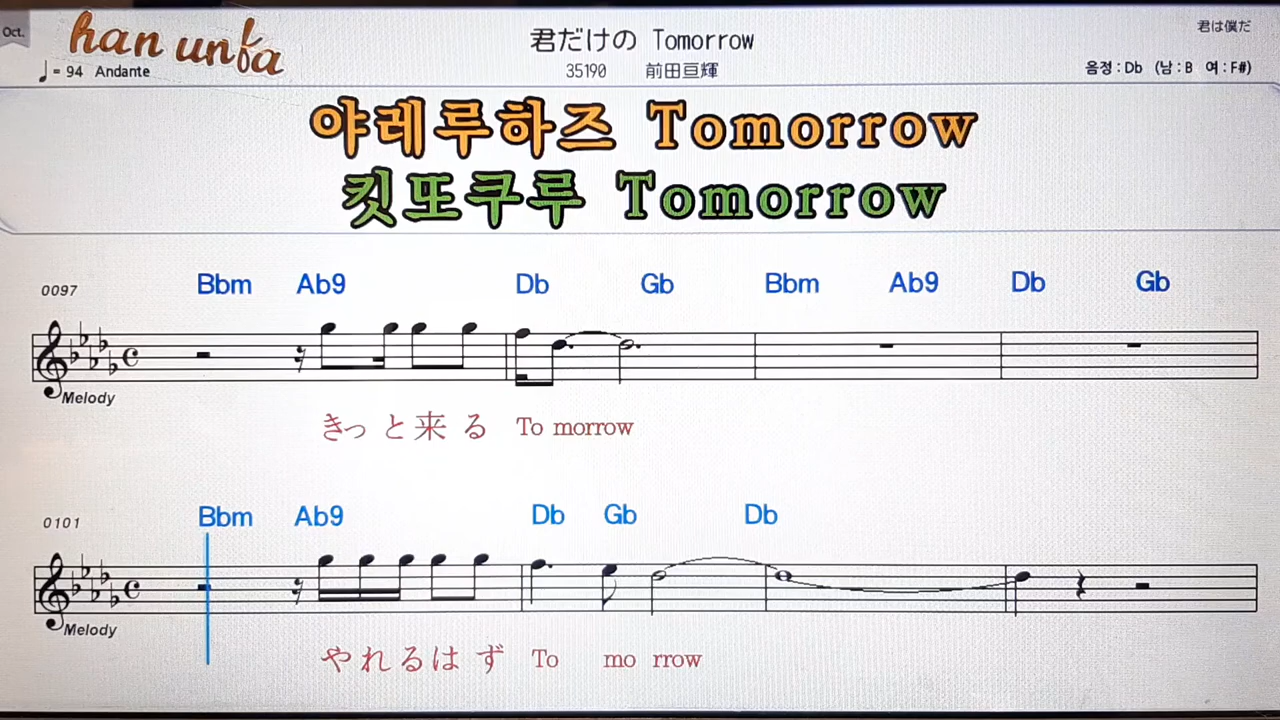 Oct.
han unfa
君だけの Tomorrow
君は僕だ
♩= 94 Andante
35190 前田亘輝
음정 : Db (남 : B 여 : F#)
야레루하즈 Tomorrow
킷또쿠루 Tomorrow
0097
Bbm Ab9 Db Gb Bbm Ab9 Db Gb
Melody
きっ と 来 る To morrow
0101
Bbm Ab9 Db Gb Db
Melody
や れ る は ず To mo rrow